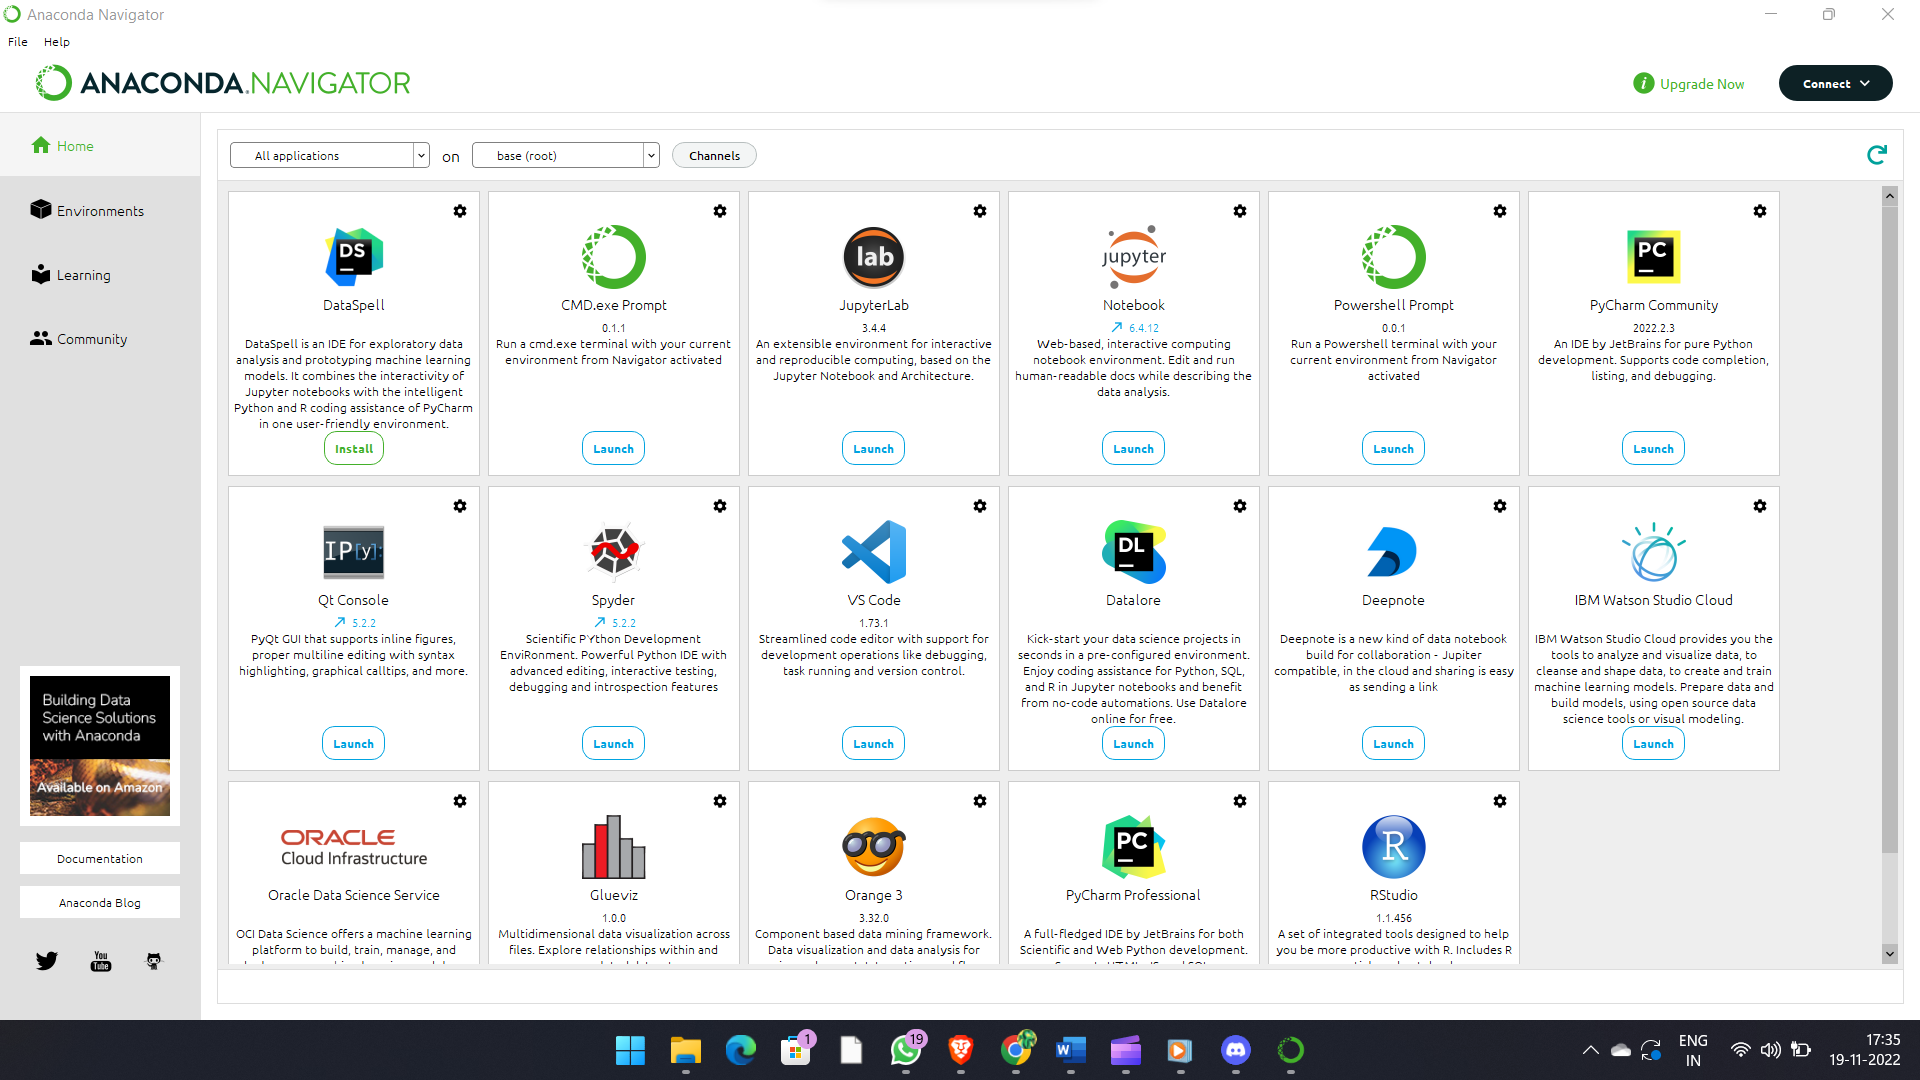 Anaconda Navigator
File Help
ANACONDA.NAVIGATOR
i Upgrade Now
Connect
Home
Environments
Learning
Community
All applications on base (root) Channels
DS
DataSpell
DataSpell is an IDE for exploratory data
analysis and prototyping machine learning
models. It combines the interactivity of
Jupyter notebooks with the intelligent
Python and R coding assistance of PyCharm
in one user-friendly environment.
Install
CMD.exe Prompt
0.1.1
Run a cmd.exe terminal with your current
environment from Navigator activated
Launch
lab
JupyterLab
3.4.4
An extensible environment for interactive
and reproducible computing, based on the
Jupyter Notebook and Architecture.
Launch
jupyter
Notebook
6.4.12
Web-based, interactive computing
notebook environment. Edit and run
human-readable docs while describing the
data analysis.
Launch
Powershell Prompt
0.0.1
Run a Powershell terminal with your
current environment from Navigator
activated
Launch
PC
PyCharm Community
2022.2.3
An IDE by JetBrains for pure Python
development. Supports code completion,
listing, and debugging.
Launch
IP[y]:
Qt Console
5.2.2
PyQt GUI that supports inline figures,
proper multiline editing with syntax
highlighting, graphical calltips, and more.
Launch
Spyder
5.2.2
Scientific PYthon Development
EnviRonment. Powerful Python IDE with
advanced editing, interactive testing,
debugging and introspection features
Launch
VS Code
1.73.1
Streamlined code editor with support for
development operations like debugging,
task running and version control.
Launch
DL
Datalore
Kick-start your data science projects in
seconds in a pre-configured environment.
Enjoy coding assistance for Python, SQL,
and R in Jupyter notebooks and benefit
from no-code automations. Use Datalore
online for free.
Launch
Deepnote
Deepnote is a new kind of data notebook
build for collaboration - Jupiter
compatible, in the cloud and sharing is easy
as sending a link
Launch
IBM Watson Studio Cloud
IBM Watson Studio Cloud provides you the
tools to analyze and visualize data, to
cleanse and shape data, to create and train
machine learning models. Prepare data and
build models, using open source data
science tools or visual modeling.
Launch
ORACLE
Cloud Infrastructure
Oracle Data Science Service
OCI Data Science offers a machine learning
platform to build, train, manage, and
Glueviz
1.0.0
Multidimensional data visualization across
files. Explore relationships within and
Orange 3
3.32.0
Component based data mining framework.
Data visualization and data analysis for
PC
PyCharm Professional
A full-fledged IDE by JetBrains for both
Scientific and Web Python development.
R
RStudio
1.1.456
A set of integrated tools designed to help
you be more productive with R. Includes R
Building Data
Science Solutions
with Anaconda
Available on Amazon
Documentation
Anaconda Blog
You
Tube
1
19
W
ENG
IN
17:35
19-11-2022